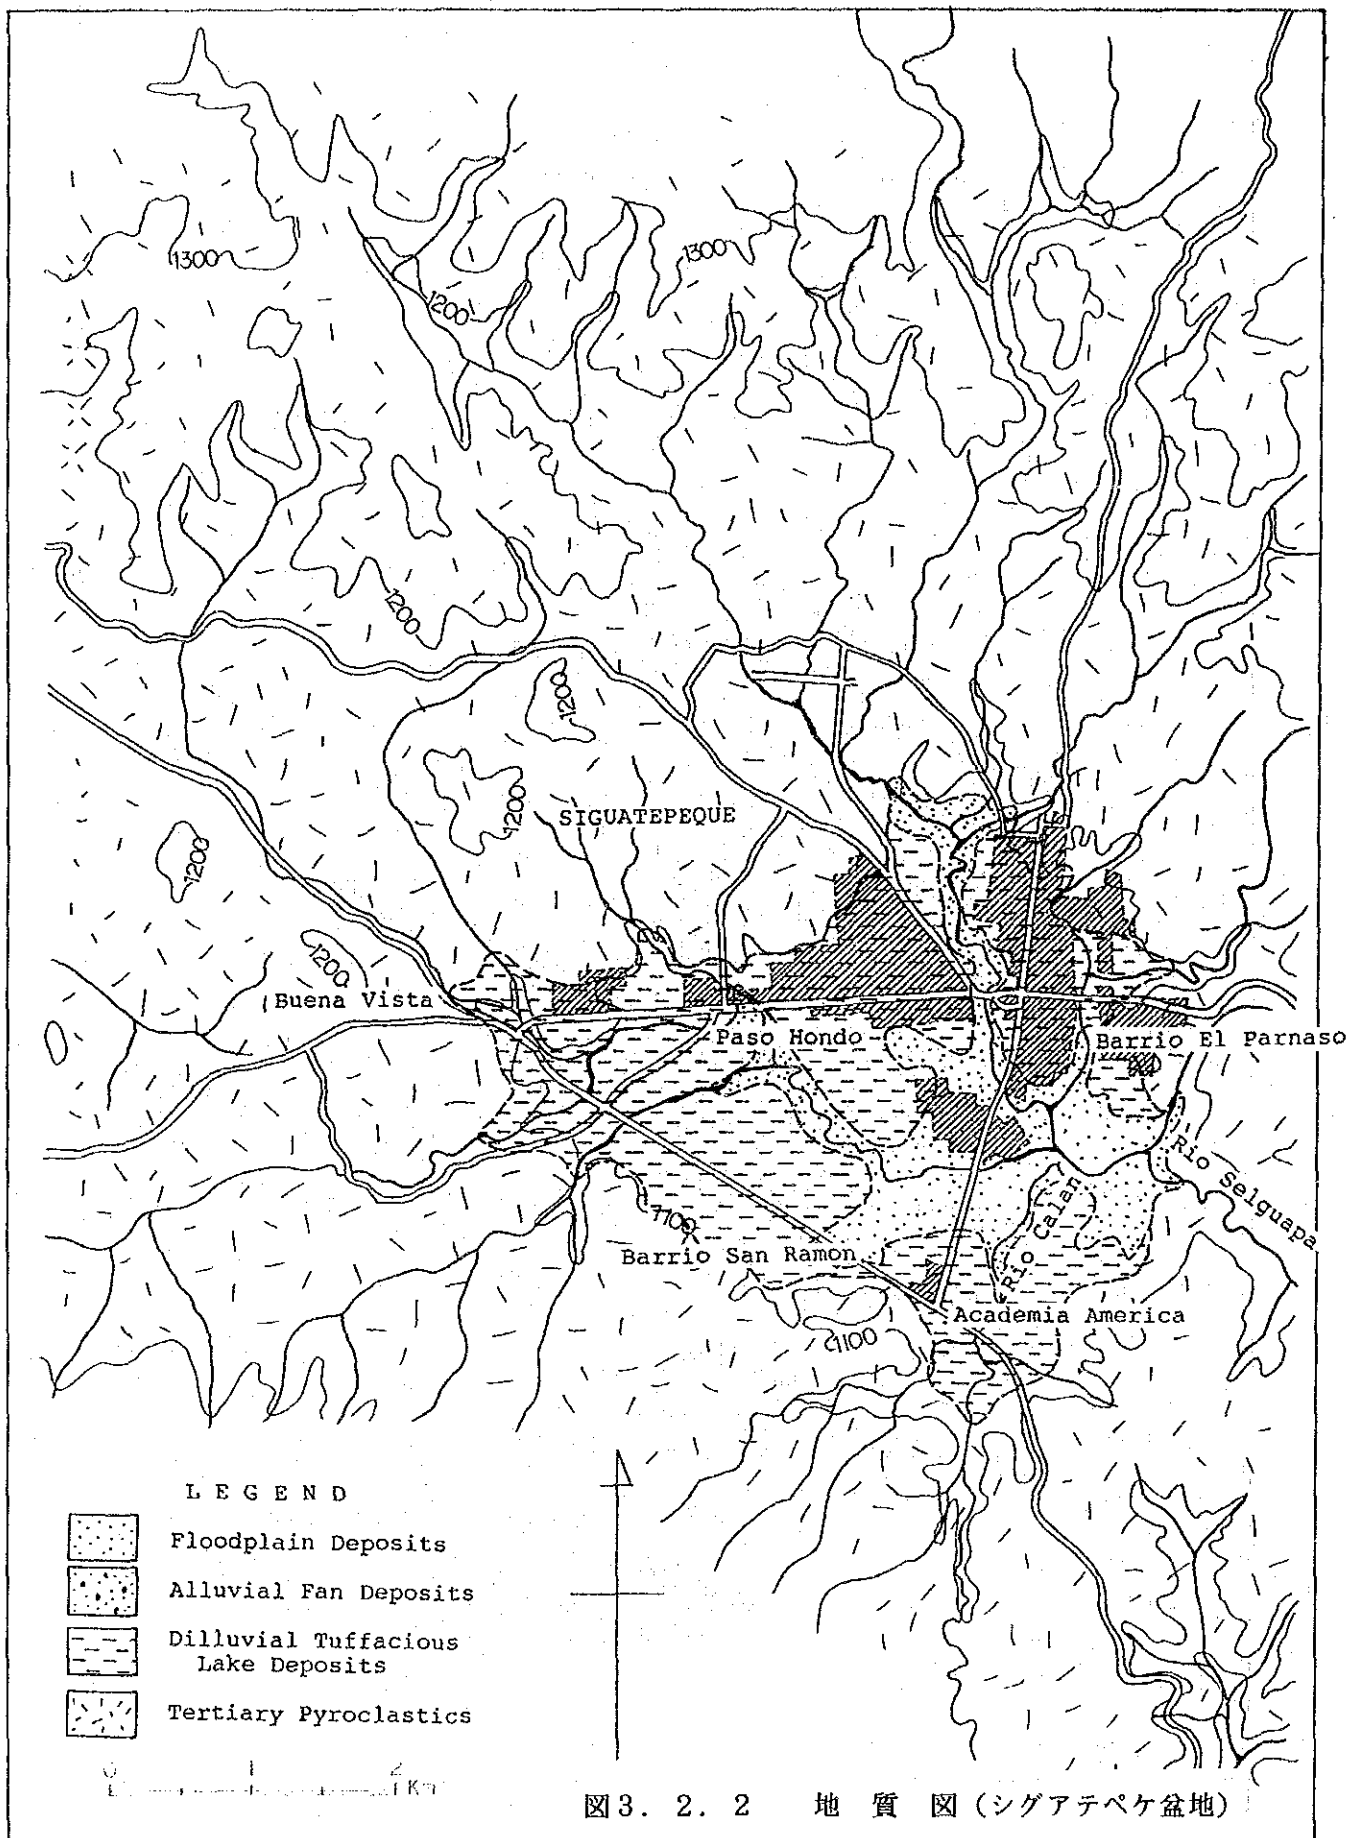 1300
1300
1200
1200
1200
1200
SIGUATEPEQUE
1200
1200
Buena Vista
Paso Hondo
Barrio El Parnaso
Rio Selguapa
Rio Calan
1100
Barrio San Ramon
Academia America
1100
LEGEND
Floodplain Deposits
Alluvial Fan Deposits
Dilluvial Tuffacious
Lake Deposits
Tertiary Pyroclastics
0 1 2 Km
図3. 2. 2 地 質 図 (シグアテペケ盆地)